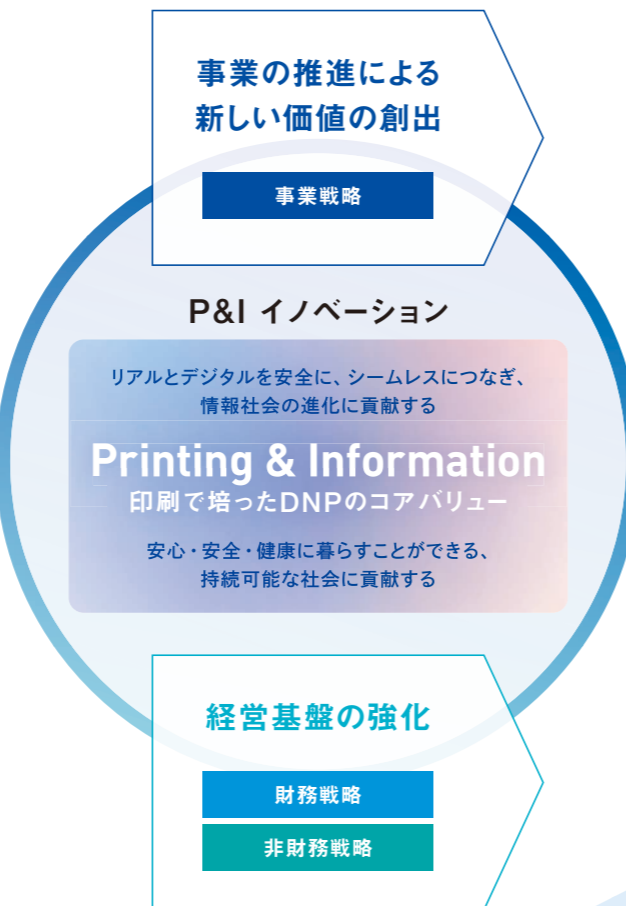 事業の推進による
新しい価値の創出
事業戦略
P&I イノベーション
リアルとデジタルを安全に、シームレスにつなぎ、
情報社会の進化に貢献する
Printing & Information
印刷で培ったDNPのコアバリュー
安心・安全・健康に暮らすことができる、
持続可能な社会に貢献する
経営基盤の強化
財務戦略
非財務戦略